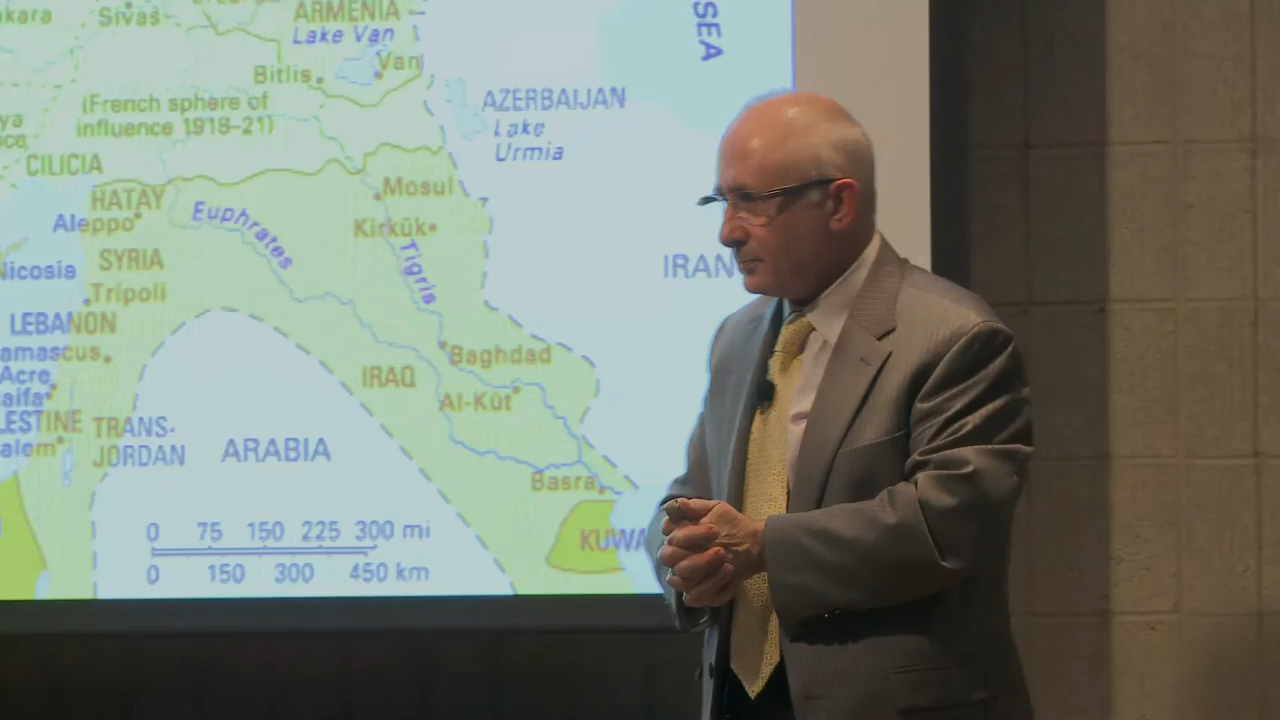 Sivas
ARMENIA
Lake Van
Van
Bitlis
SEA
(French sphere of
influence 1918–21)
AZERBAIJAN
Lake
Urmia
CILICIA
HATAY
Mosul
Aleppo
Euphrates
Kirkūk
Tigris
SYRIA
IRAN
Nicosia
Tripoli
LEBANON
Baghdad
IRAQ
Al-Kūt
TRANS-
JORDAN
ARABIA
Basra
0 75 150 225 300 mi
KUWA
0 150 300 450 km